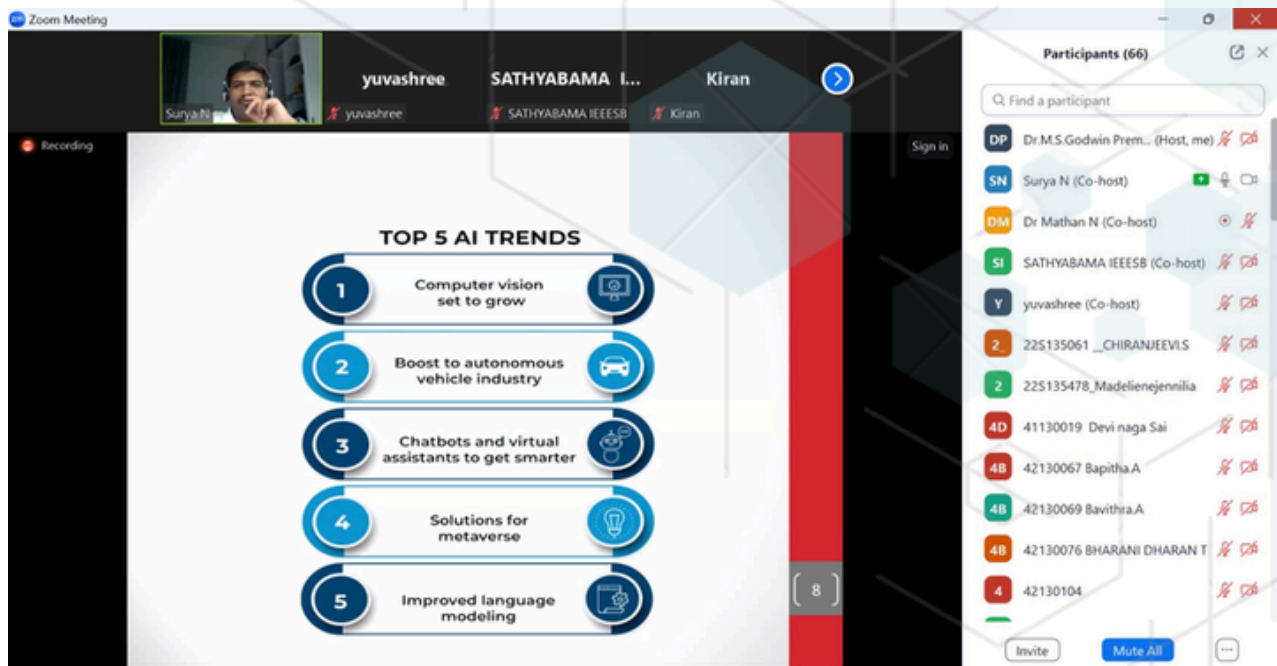 zm Zoom Meeting
yuvashree SATHYABAMA I... Kiran
Surya N yuvashree SATHYABAMA IEEESB Kiran
Recording
Sign in
TOP 5 AI TRENDS
1 Computer vision
set to grow
2 Boost to autonomous
vehicle industry
3 Chatbots and virtual
assistants to get smarter
4 Solutions for
metaverse
5 Improved language
modeling
8
Participants (66)
Find a participant
DP Dr.M.S.Godwin Prem... (Host, me)
SN Surya N (Co-host)
DM Dr Mathan N (Co-host)
SI SATHYABAMA IEEESB (Co-host)
Y yuvashree (Co-host)
2_ 22S135061 __CHIRANJEEVI.S
2 22S135478_Madelienejennilia
4D 41130019 Devi naga Sai
4B 42130067 Bapitha.A
4B 42130069 Bavithra.A
4B 42130076 BHARANI DHARAN T
4 42130104
Invite Mute All ...